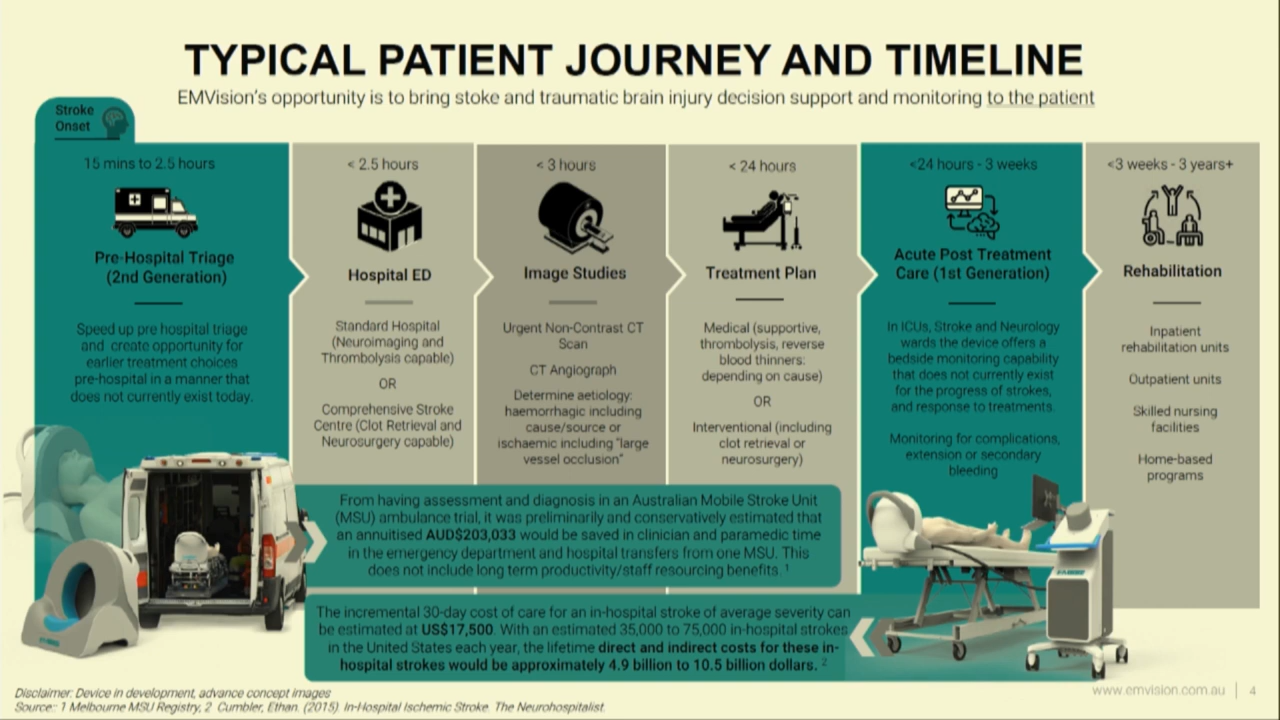 TYPICAL PATIENT JOURNEY AND TIMELINE
EMVision's opportunity is to bring stoke and traumatic brain injury decision support and monitoring to the patient
Stroke
Onset
15 mins to 2.5 hours
Pre-Hospital Triage
(2nd Generation)
Speed up pre hospital triage
and create opportunity for
earlier treatment choices
pre-hospital in a manner that
does not currently exist today.
< 2.5 hours
Hospital ED
Standard Hospital
(Neuroimaging and
Thrombolysis capable)
OR
Comprehensive Stroke
Centre (Clot Retrieval and
Neurosurgery capable)
< 3 hours
Image Studies
Urgent Non-Contrast CT
Scan
CT Angiograph
Determine aetiology:
haemorrhagic including
cause/source or
ischaemic including "large
vessel occlusion"
< 24 hours
Treatment Plan
Medical (supportive,
thrombolysis, reverse
blood thinners:
depending on cause)
OR
Interventional (including
clot retrieval or
neurosurgery)
<24 hours - 3 weeks
Acute Post Treatment
Care (1st Generation)
In ICUs, Stroke and Neurology
wards the device offers a
bedside monitoring capability
that does not currently exist
for the progress of strokes,
and response to treatments.
Monitoring for complications,
extension or secondary
bleeding
<3 weeks - 3 years+
Rehabilitation
Inpatient
rehabilitation units
Outpatient units
Skilled nursing
facilities
Home-based
programs
From having assessment and diagnosis in an Australian Mobile Stroke Unit
(MSU) ambulance trial, it was preliminarily and conservatively estimated that
an annuitised AUD$203,033 would be saved in clinician and paramedic time
in the emergency department and hospital transfers from one MSU. This
does not include long term productivity/staff resourcing benefits. 1
The incremental 30-day cost of care for an in-hospital stroke of average severity can
be estimated at US$17,500. With an estimated 35,000 to 75,000 in-hospital strokes
in the United States each year, the lifetime direct and indirect costs for these in-
hospital strokes would be approximately 4.9 billion to 10.5 billion dollars. 2
Disclaimer: Device in development, advance concept images
Source:: 1 Melbourne MSU Registry, 2 Cumbler, Ethan. (2015). In-Hospital Ischemic Stroke. The Neurohospitalist.
www.emvision.com.au | 4